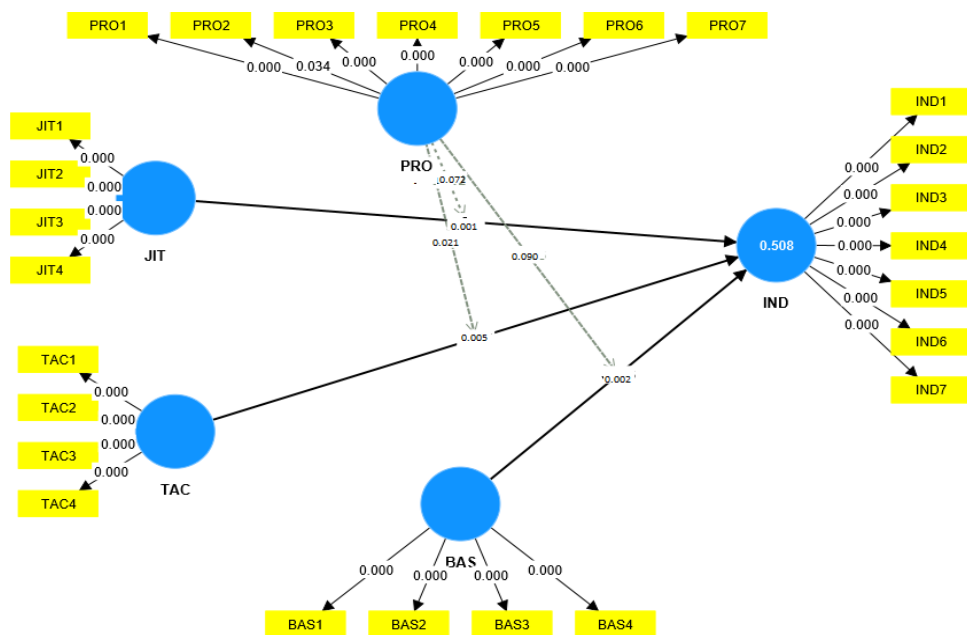 PRO1 PRO2 PRO3 PRO4 PRO5 PRO6 PRO7
0.000 0.034 0.000 0.000 0.000 0.000 0.000
PRO
JIT1
JIT2
JIT3
JIT4
0.000
0.000
0.000
0.000
JIT
0.072
0.001
0.021
0.090
0.005
0.002
IND1
IND2
IND3
IND4
IND5
IND6
IND7
0.000
0.000
0.000
0.000
0.000
0.000
0.000
0.508
IND
TAC1
TAC2
TAC3
TAC4
0.000
0.000
0.000
0.000
TAC
BAS
0.000 0.000 0.000 0.000
BAS1 BAS2 BAS3 BAS4